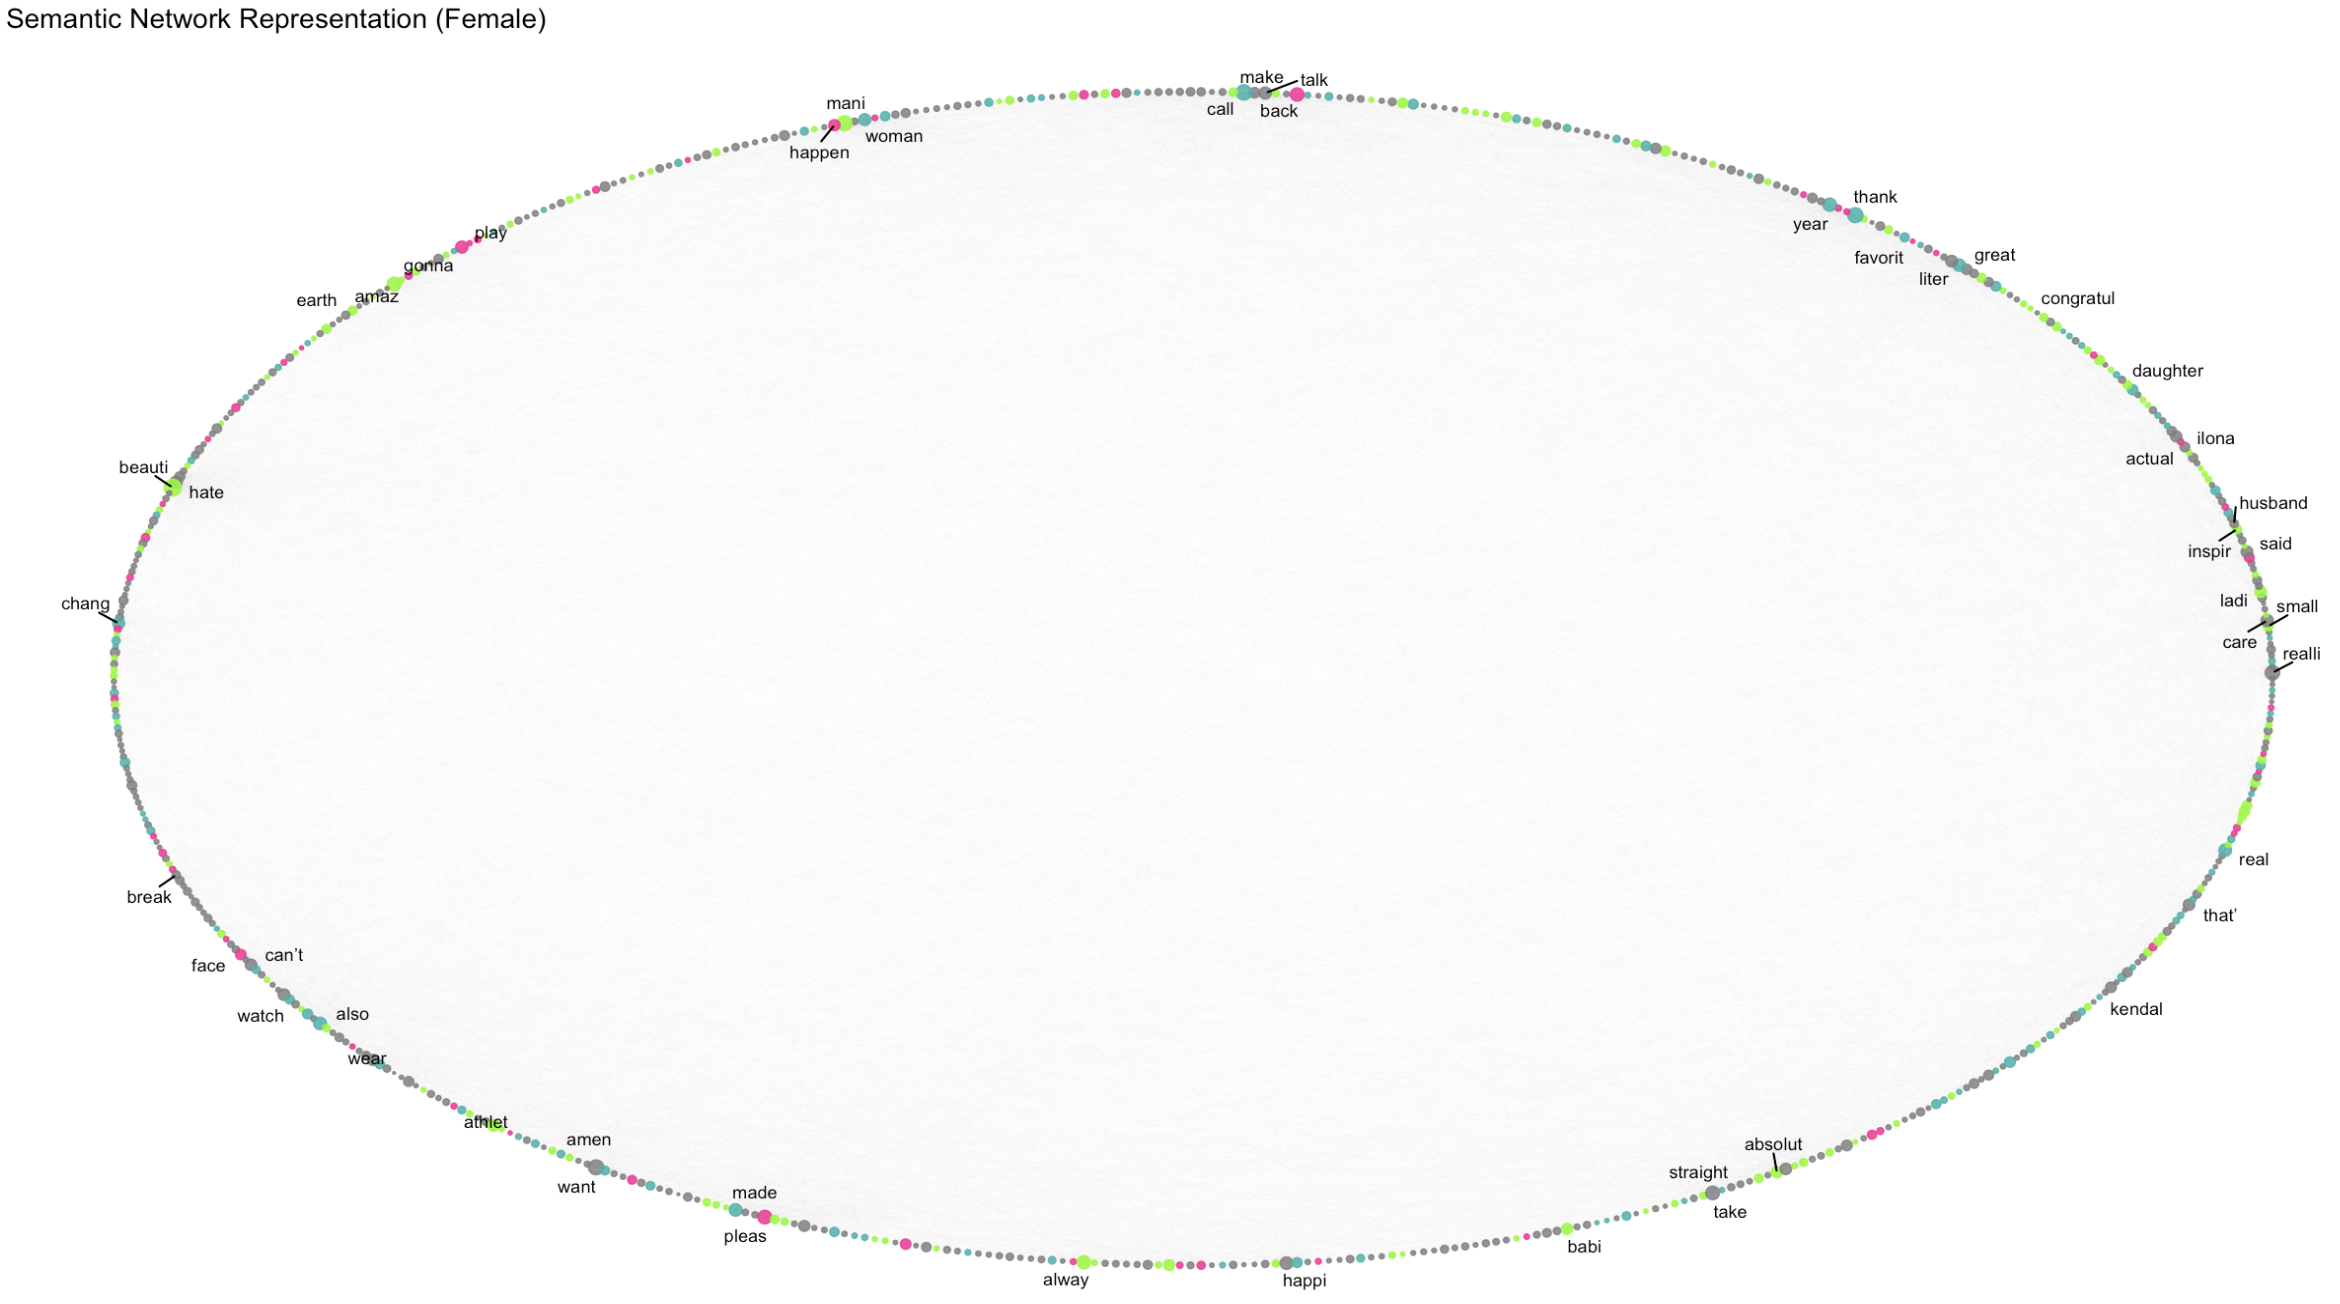 Semantic Network Representation (Female)
make
talk
mani
call
back
woman
happen
thank
year
play
favorit
great
gonna
liter
earth
amaz
congratul
daughter
ilona
actual
beauti
hate
husband
said
inspir
chang
ladi
small
care
realli
real
break
that’
can’t
face
kendal
also
watch
wear
athlet
amen
absolut
straight
want
made
take
pleas
babi
alway
happi